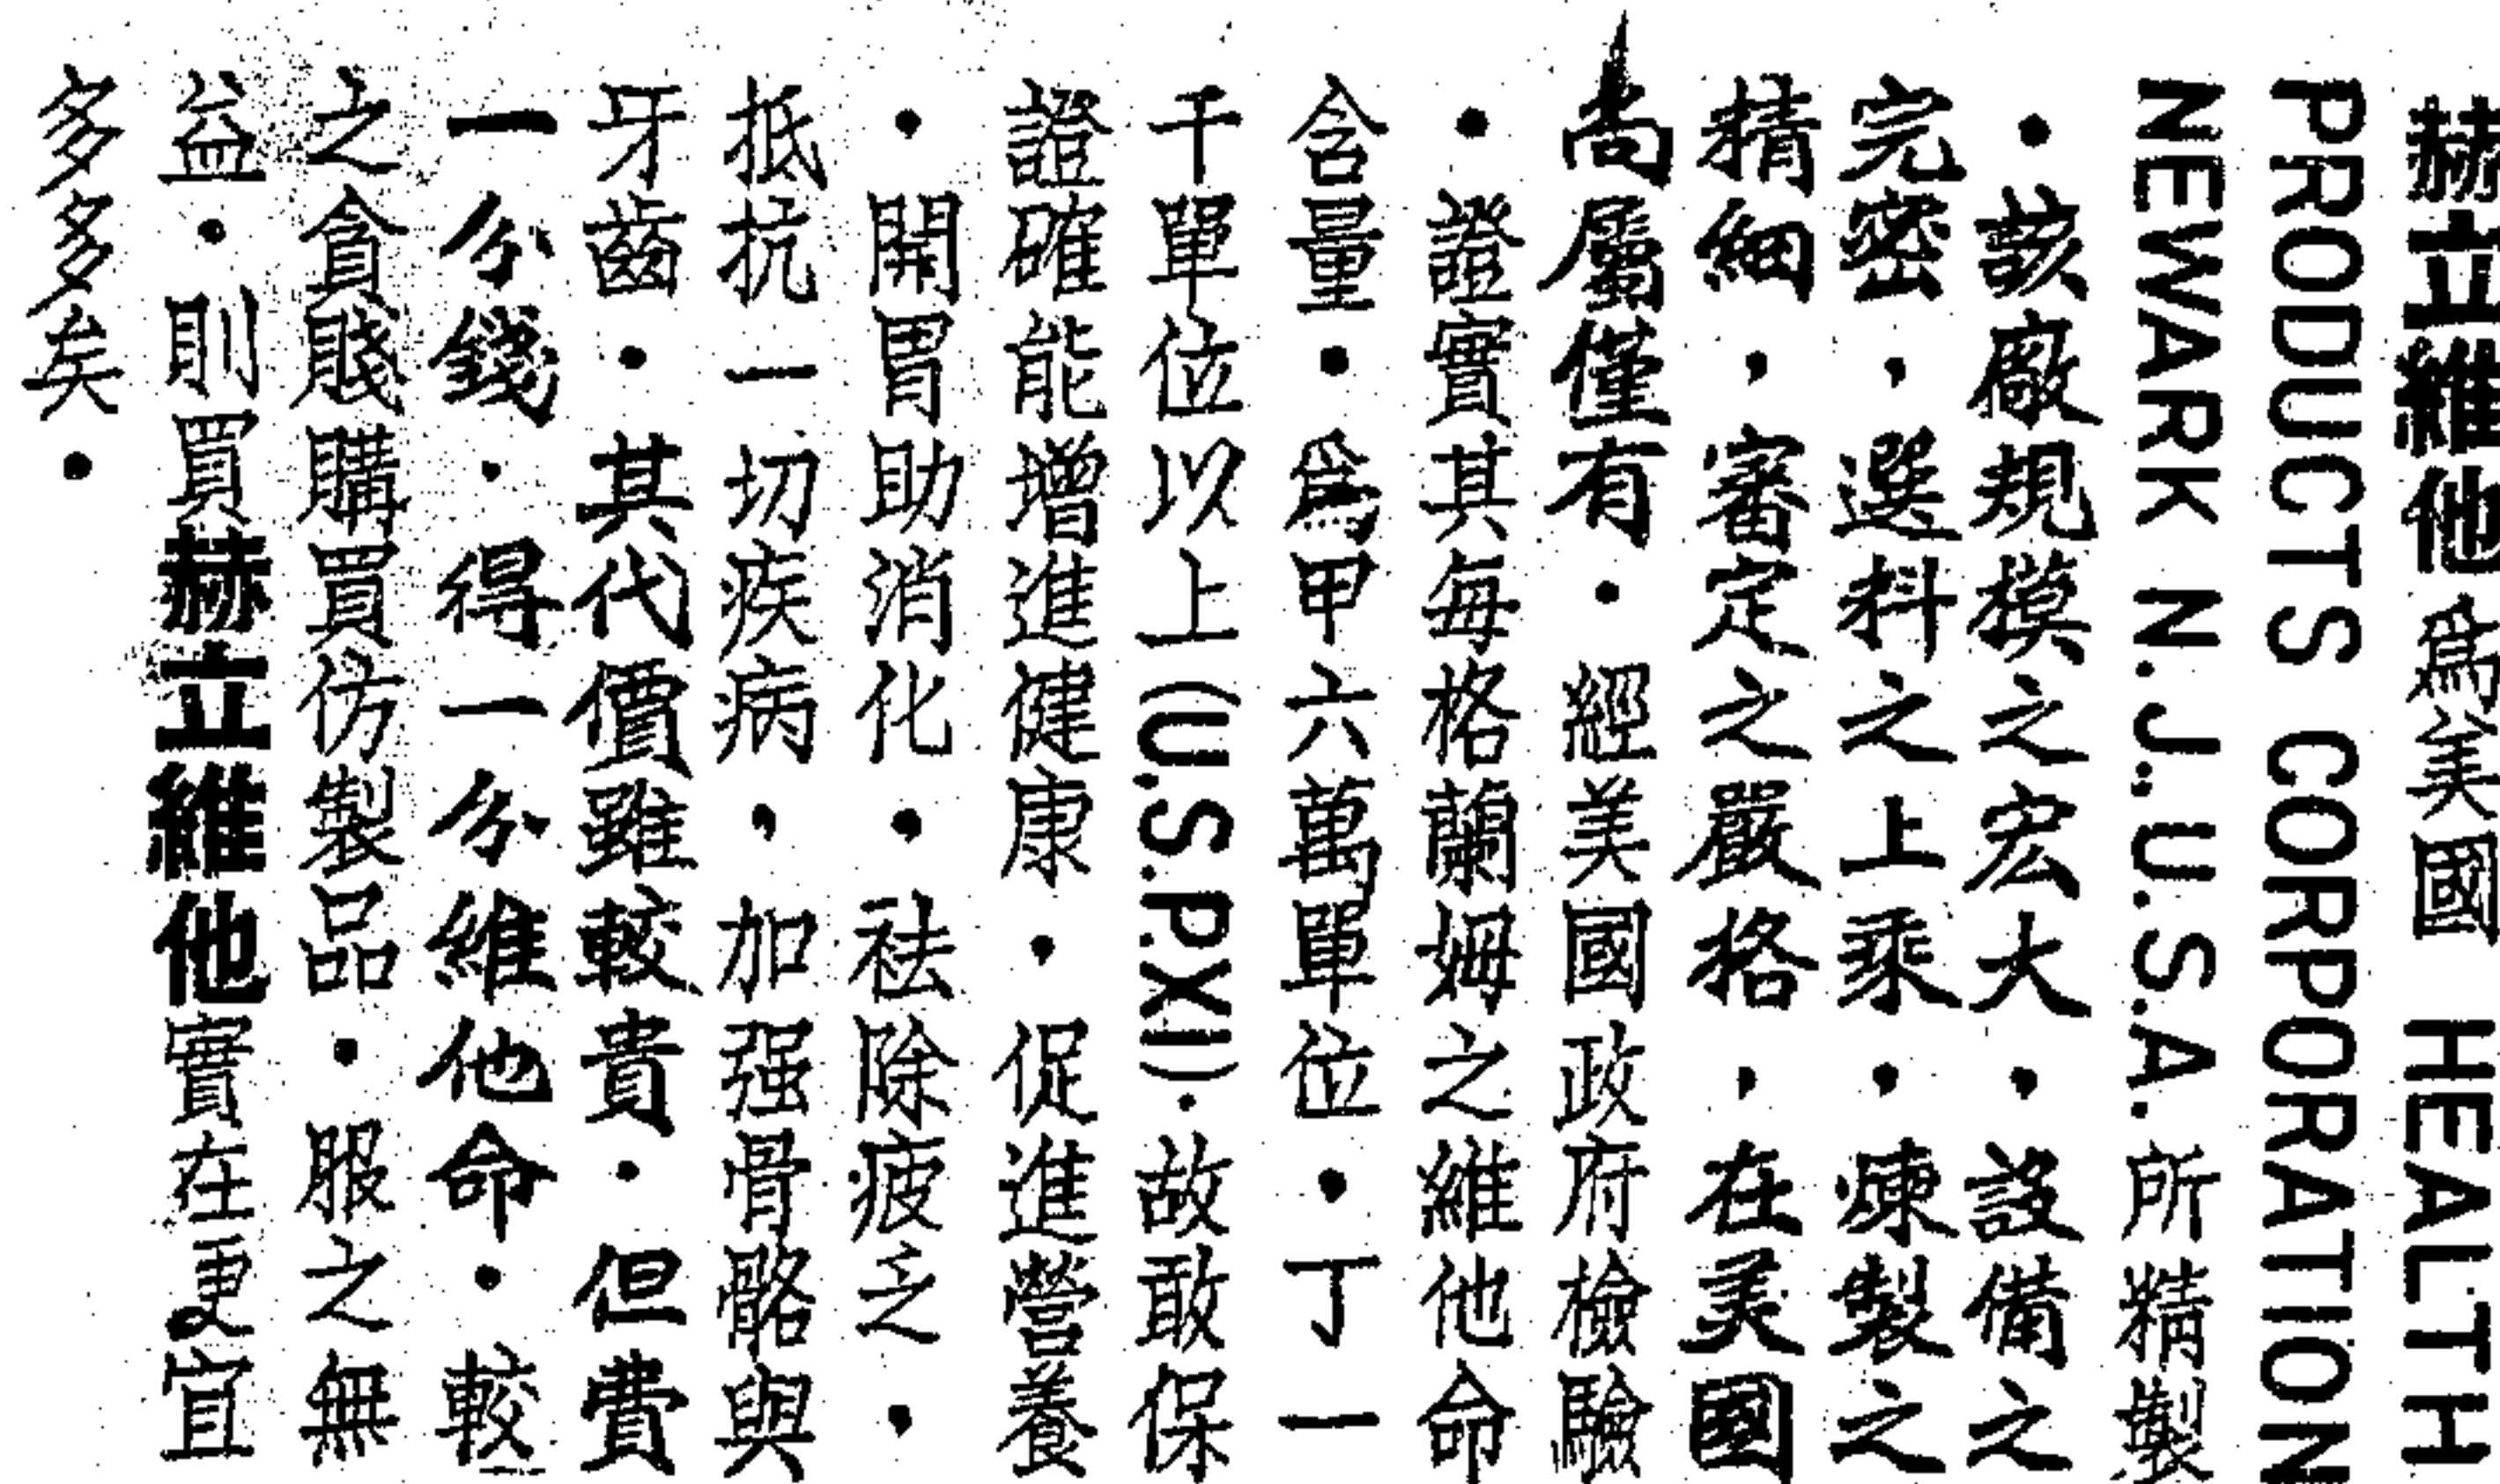 赫立維他為美國 HEALTH
PRODUCTS CORPORATION
NEWARK N.J., U.S.A. 所精製
・該廠規模之宏大・設備之
完密・選料之上乘・煉製之
精細・審定之嚴格・在美國
尚屬僅有・經美國政府檢驗
・證實其每格蘭姆之維他命
含量・爲甲六萬單位・丁一
千單位以上(U.S.P.XI)・故敢保
證確能增進健康・促進營養
・開胃助消化・祛除疲乏・
抵抗一切疾病・加强骨骼與
牙齒・其代價雖較貴・但費
一分錢・得一分維他命・較
之貪賤購買仿製品・服之無
益・則買赫立維他實在更宜
多多矣・